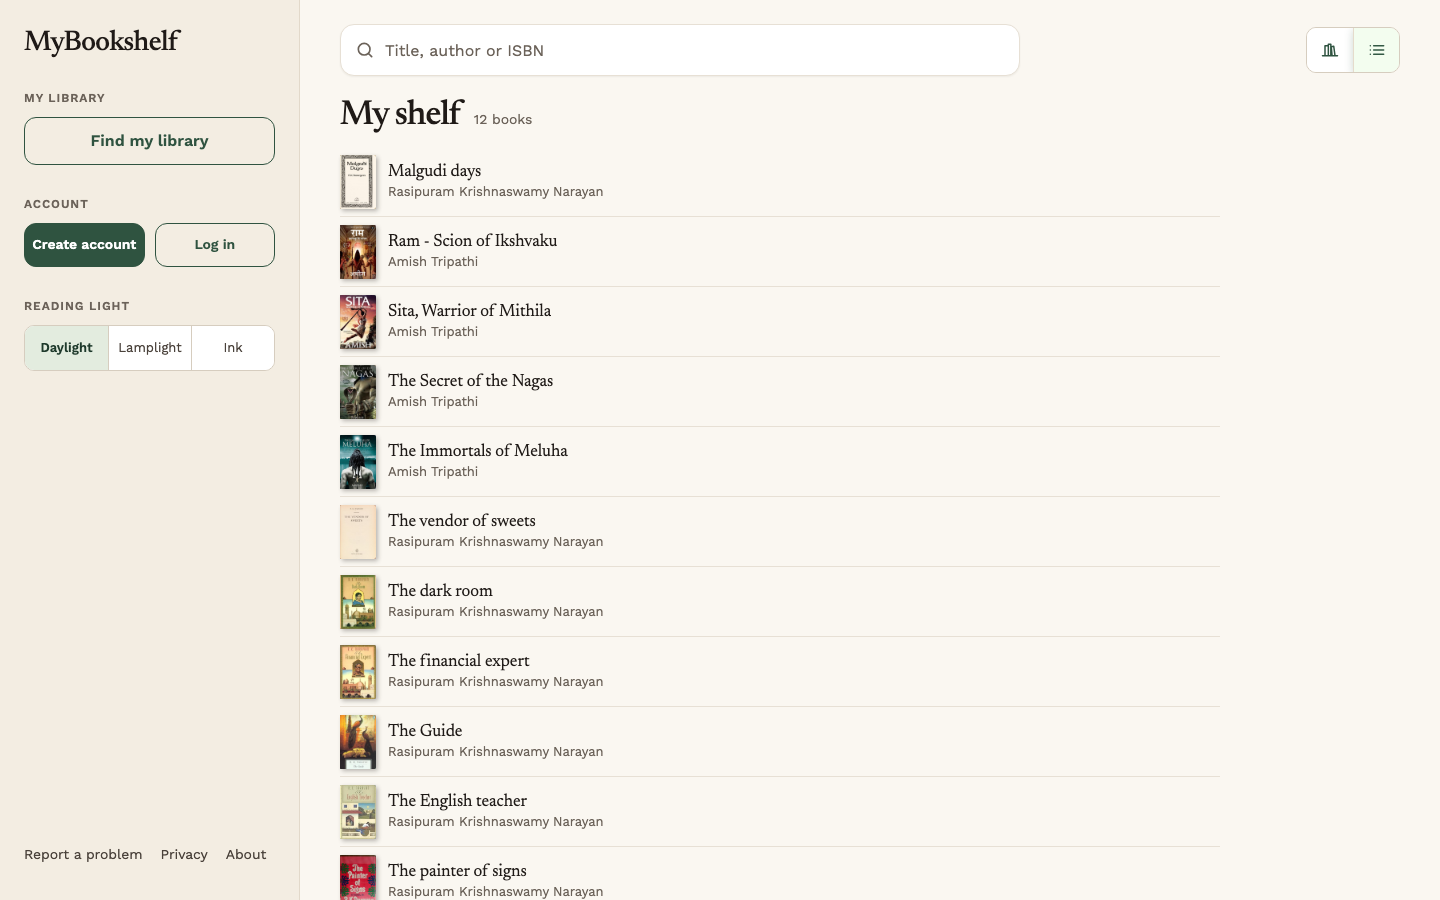 MyBookshelf
MY LIBRARY
Find my library
ACCOUNT
Create account
Log in
READING LIGHT
Daylight
Lamplight
Ink
Report a problem
Privacy
About
Title, author or ISBN
My shelf
12 books
Malgudi days
Rasipuram Krishnaswamy Narayan
राम
Ram - Scion of Ikshvaku
Amish Tripathi
SITA
Sita, Warrior of Mithila
Amish Tripathi
NAGAS
The Secret of the Nagas
Amish Tripathi
MELUHA
The Immortals of Meluha
Amish Tripathi
The vendor of sweets
Rasipuram Krishnaswamy Narayan
The dark room
Rasipuram Krishnaswamy Narayan
The financial expert
Rasipuram Krishnaswamy Narayan
The Guide
Rasipuram Krishnaswamy Narayan
The English teacher
Rasipuram Krishnaswamy Narayan
The painter of signs
Rasipuram Krishnaswamy Narayan